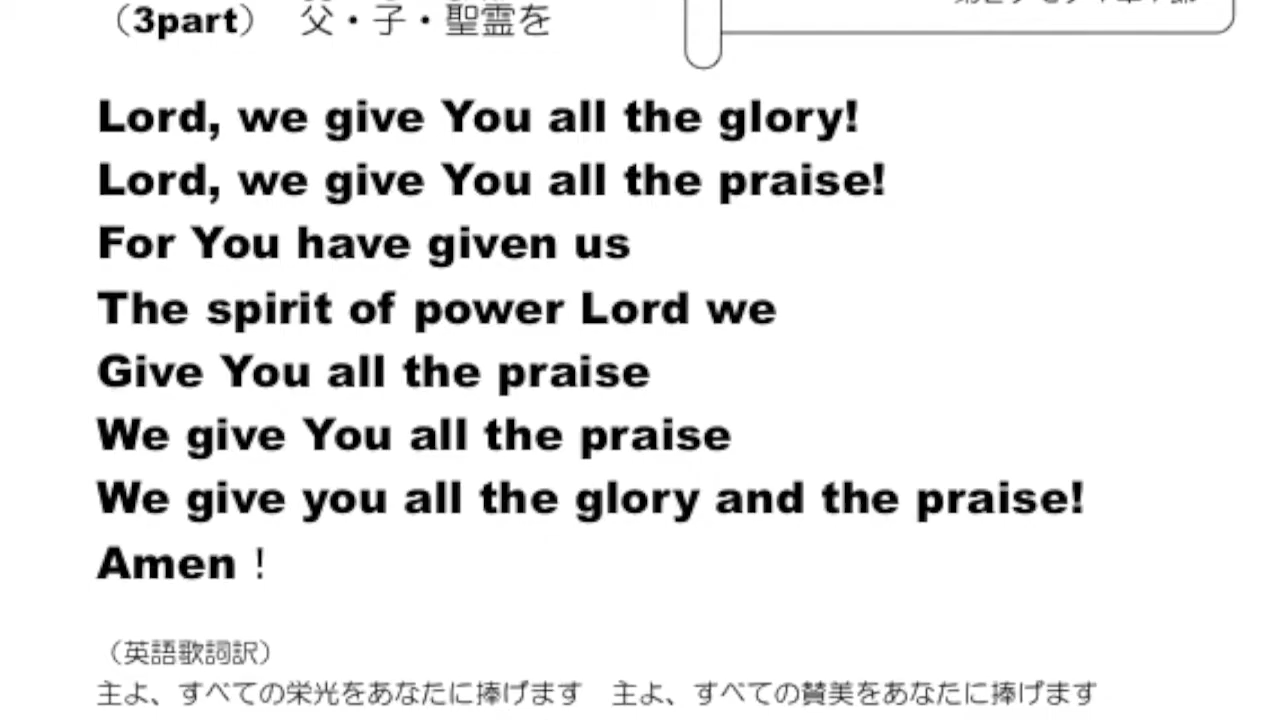 （3part） 父・子・聖霊を
Lord, we give You all the glory!
Lord, we give You all the praise!
For You have given us
The spirit of power Lord we
Give You all the praise
We give You all the praise
We give you all the glory and the praise!
Amen！
（英語歌詞訳）
主よ、すべての栄光をあなたに捧げます 主よ、すべての賛美をあなたに捧げます